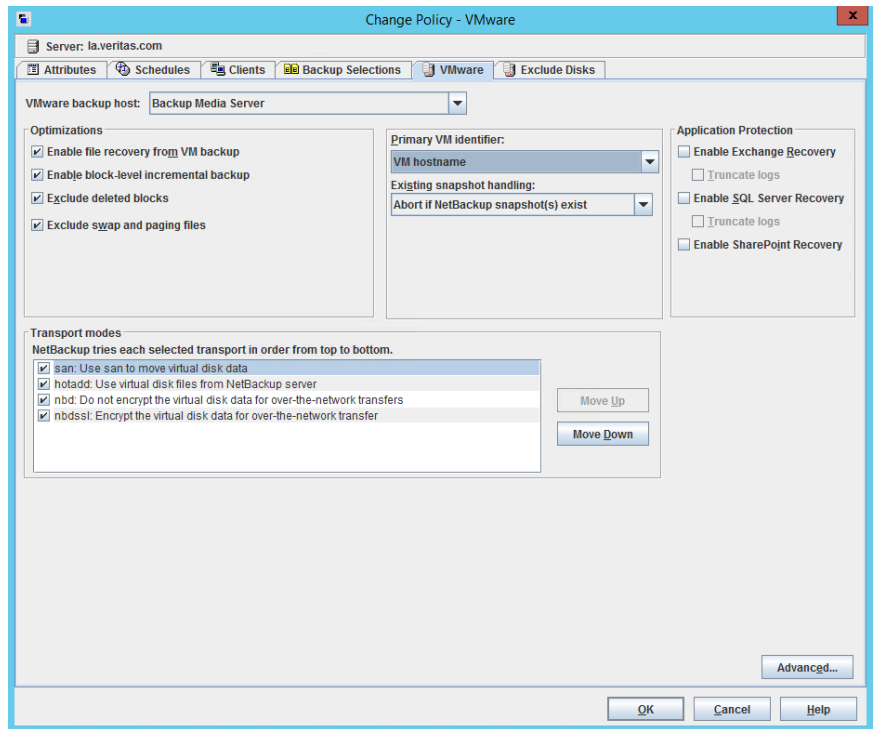 Change Policy - VMware
x
Server: la.veritas.com
Attributes Schedules Clients Backup Selections VMware Exclude Disks
VMware backup host: Backup Media Server
Optimizations
Enable file recovery from VM backup
Enable block-level incremental backup
Exclude deleted blocks
Exclude swap and paging files
Primary VM identifier:
VM hostname
Existing snapshot handling:
Abort if NetBackup snapshot(s) exist
Application Protection
Enable Exchange Recovery
Truncate logs
Enable SQL Server Recovery
Truncate logs
Enable SharePoint Recovery
Transport modes
NetBackup tries each selected transport in order from top to bottom.
san: Use san to move virtual disk data
hotadd: Use virtual disk files from NetBackup server
nbd: Do not encrypt the virtual disk data for over-the-network transfers
nbdssl: Encrypt the virtual disk data for over-the-network transfer
Move Up
Move Down
Advanced...
OK Cancel Help